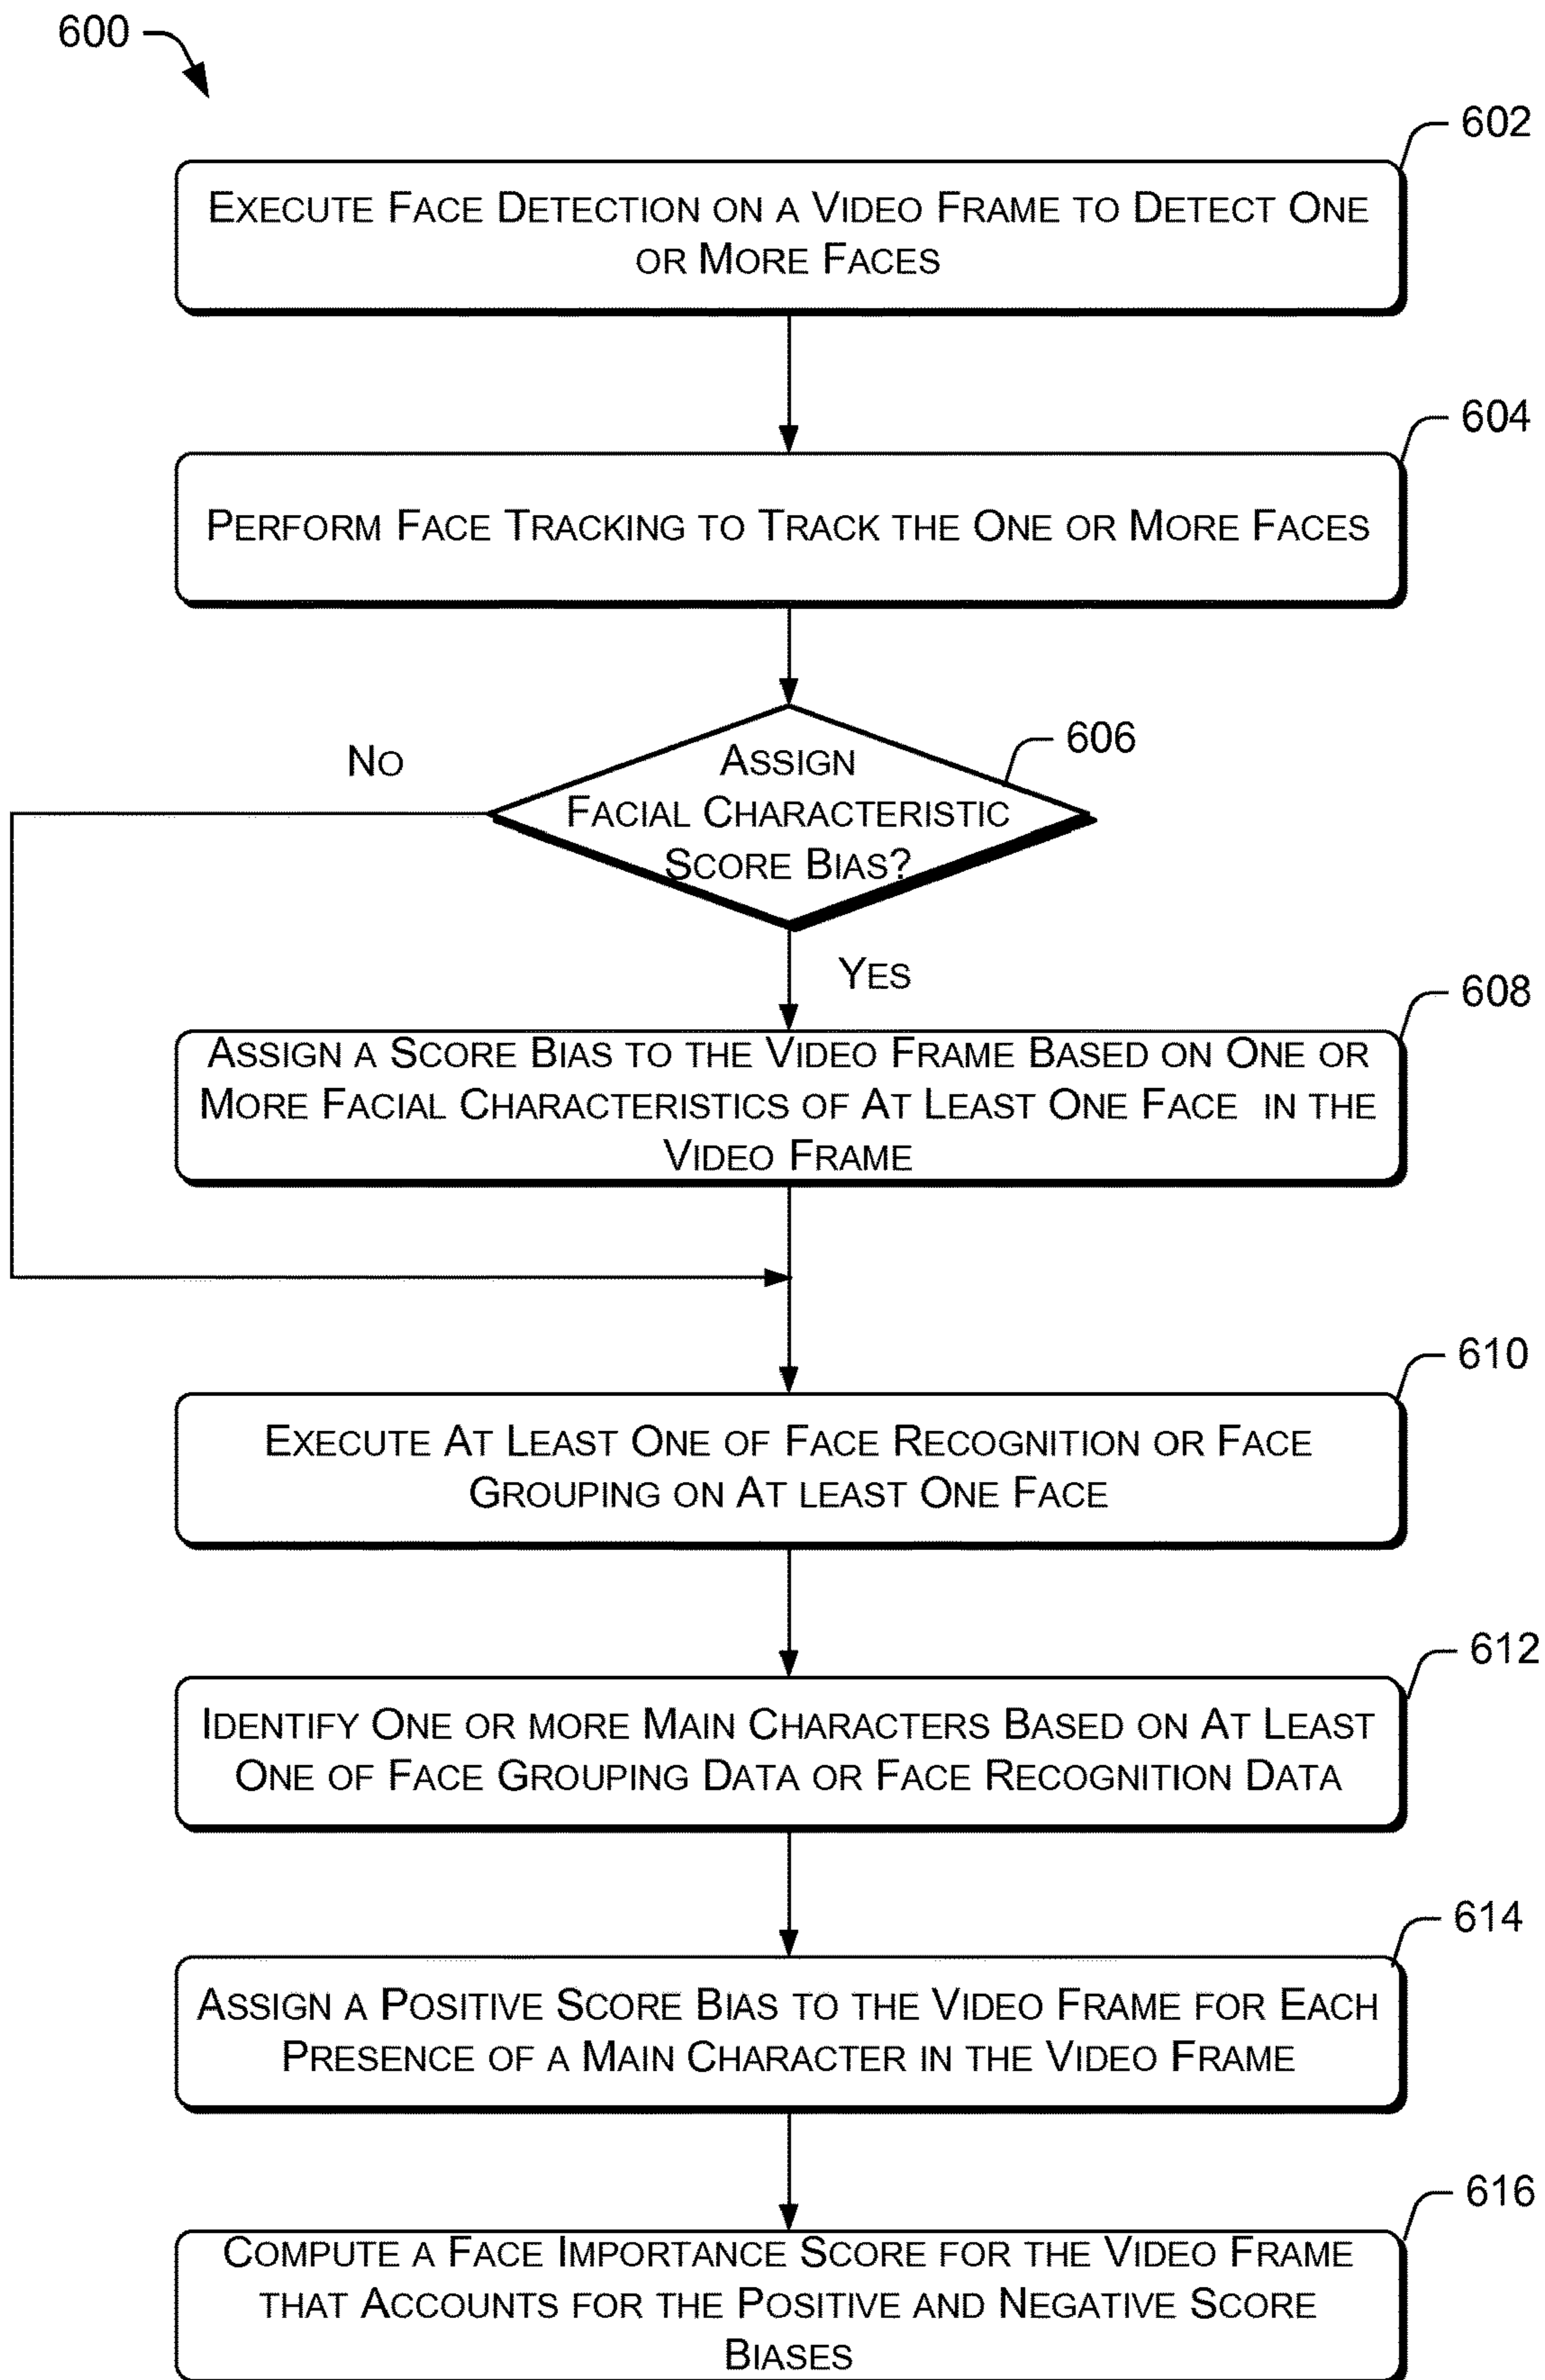 600
602
EXECUTE FACE DETECTION ON A VIDEO FRAME TO DETECT ONE
OR MORE FACES
604
PERFORM FACE TRACKING TO TRACK THE ONE OR MORE FACES
606
NO
ASSIGN
FACIAL CHARACTERISTIC
SCORE BIAS?
YES
608
ASSIGN A SCORE BIAS TO THE VIDEO FRAME BASED ON ONE OR
MORE FACIAL CHARACTERISTICS OF AT LEAST ONE FACE IN THE
VIDEO FRAME
610
EXECUTE AT LEAST ONE OF FACE RECOGNITION OR FACE
GROUPING ON AT LEAST ONE FACE
612
IDENTIFY ONE OR MORE MAIN CHARACTERS BASED ON AT LEAST
ONE OF FACE GROUPING DATA OR FACE RECOGNITION DATA
614
ASSIGN A POSITIVE SCORE BIAS TO THE VIDEO FRAME FOR EACH
PRESENCE OF A MAIN CHARACTER IN THE VIDEO FRAME
616
COMPUTE A FACE IMPORTANCE SCORE FOR THE VIDEO FRAME
THAT ACCOUNTS FOR THE POSITIVE AND NEGATIVE SCORE
BIASES